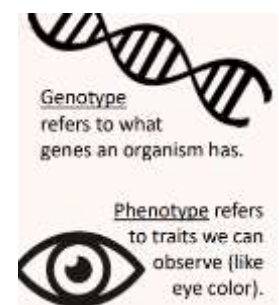 Genotype
refers to what
genes an organism has.
Phenotype refers
to traits we can
observe (like
eye color).